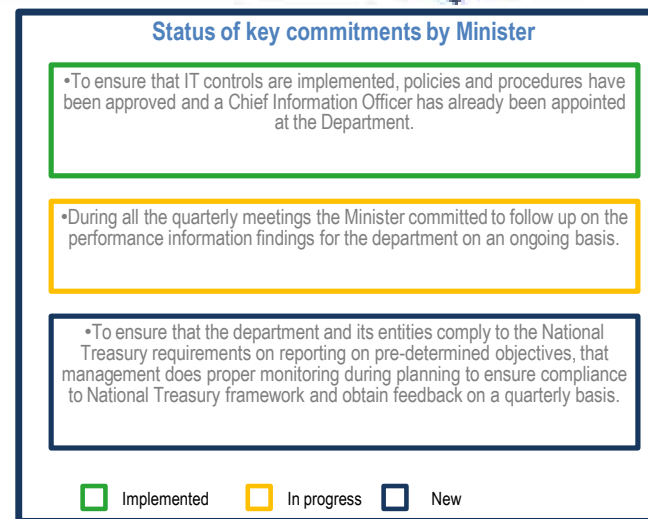 Status of key commitments by Minister
•To ensure that IT controls are implemented, policies and procedures have
been approved and a Chief Information Officer has already been appointed
at the Department.
•During all the quarterly meetings the Minister committed to follow up on the
performance information findings for the department on an ongoing basis.
•To ensure that the department and its entities comply to the National
Treasury requirements on reporting on pre-determined objectives, that
management does proper monitoring during planning to ensure compliance
to National Treasury framework and obtain feedback on a quarterly basis.
Implemented In progress New